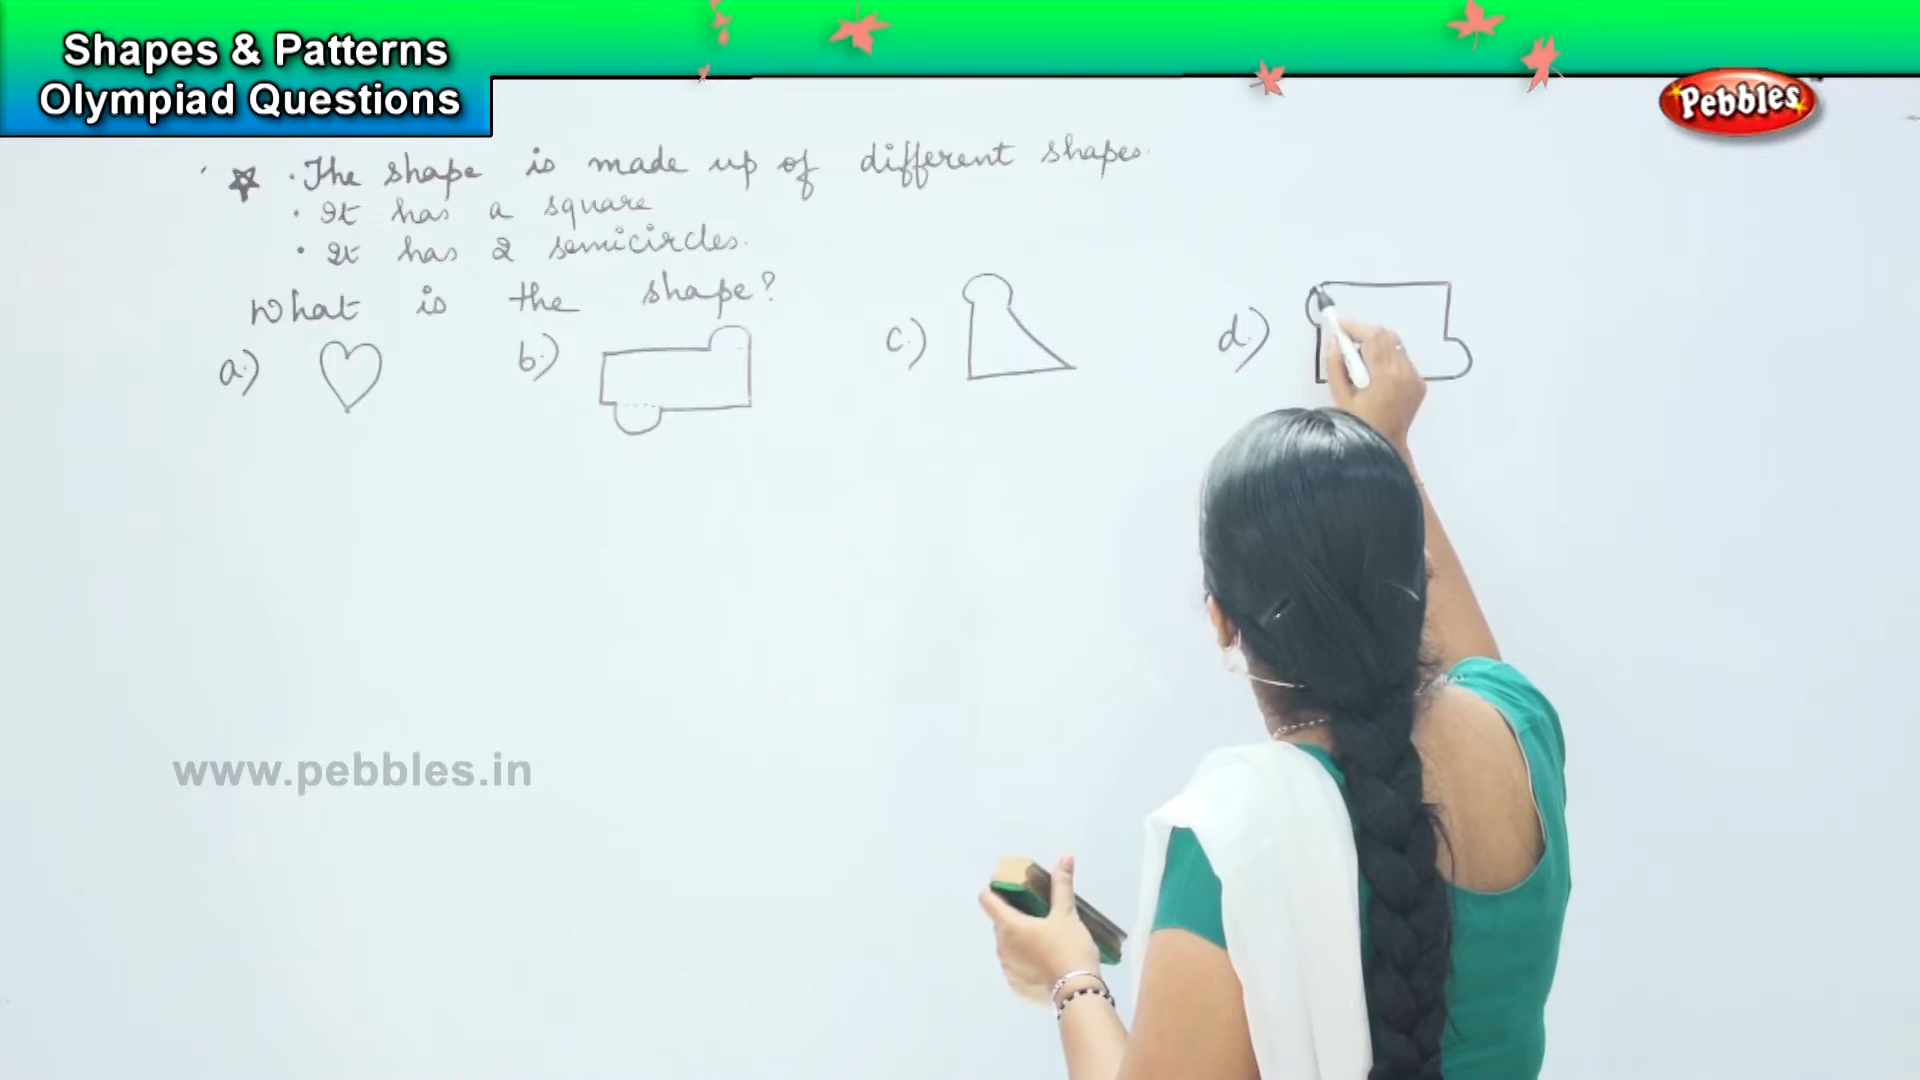 Shapes & Patterns
Olympiad Questions
Pebbles
· The shape is made up of different shapes.
· It has a square
· It has 2 semicircles.
What is the shape?
a.) b.) c.) d.)
www.pebbles.in